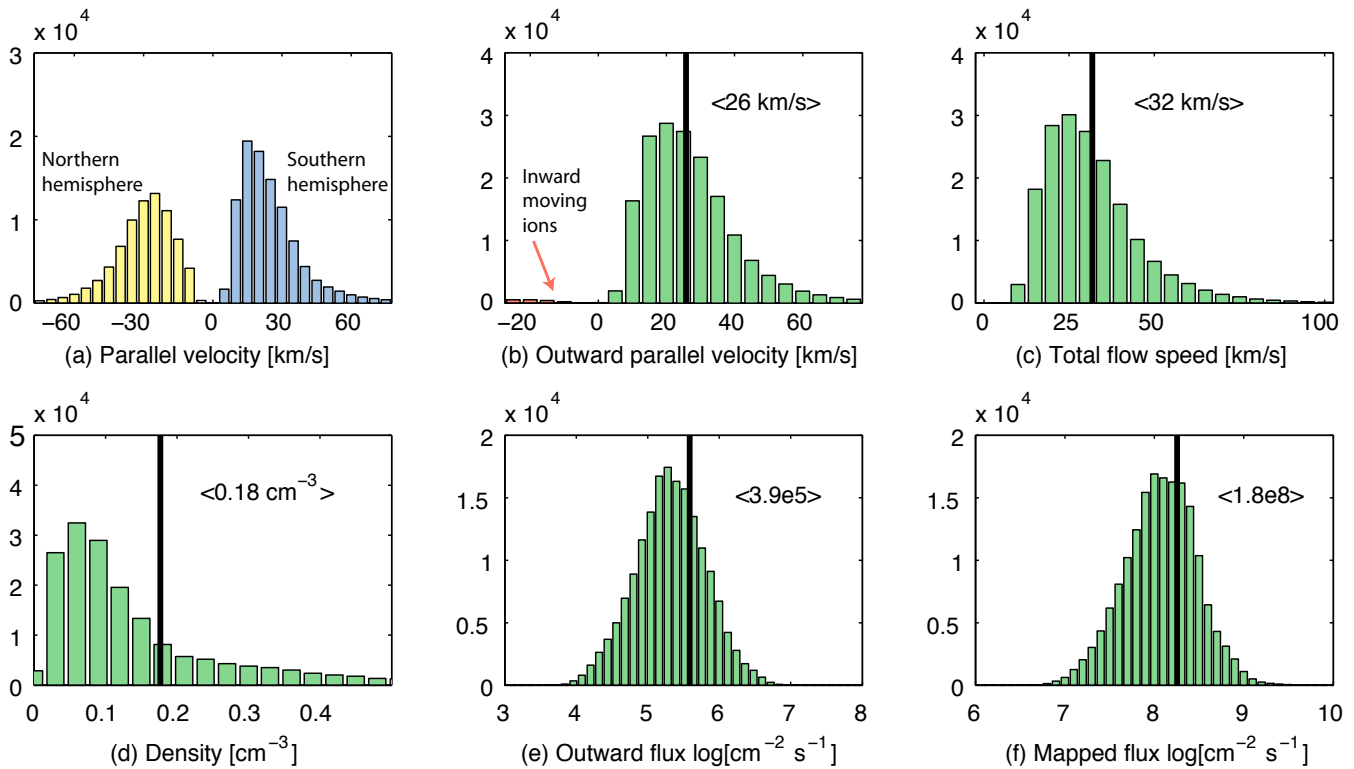 x 10^4
3
2
1
0
Northern hemisphere
Southern hemisphere
−60 −30 0 30 60
(a) Parallel velocity [km/s]
x 10^4
4
3
2
1
0
<26 km/s>
Inward moving ions
−20 0 20 40 60
(b) Outward parallel velocity [km/s]
x 10^4
4
3
2
1
0
<32 km/s>
0 25 50 100
(c) Total flow speed [km/s]
x 10^4
5
4
3
2
1
0
<0.18 cm^−3>
0 0.1 0.2 0.3 0.4
(d) Density [cm^−3]
x 10^4
2
1.5
1
0.5
0
<3.9e5>
3 4 5 6 7 8
(e) Outward flux log[cm^−2 s^−1]
x 10^4
2
1.5
1
0.5
0
<1.8e8>
6 7 8 9 10
(f) Mapped flux log[cm^−2 s^−1]